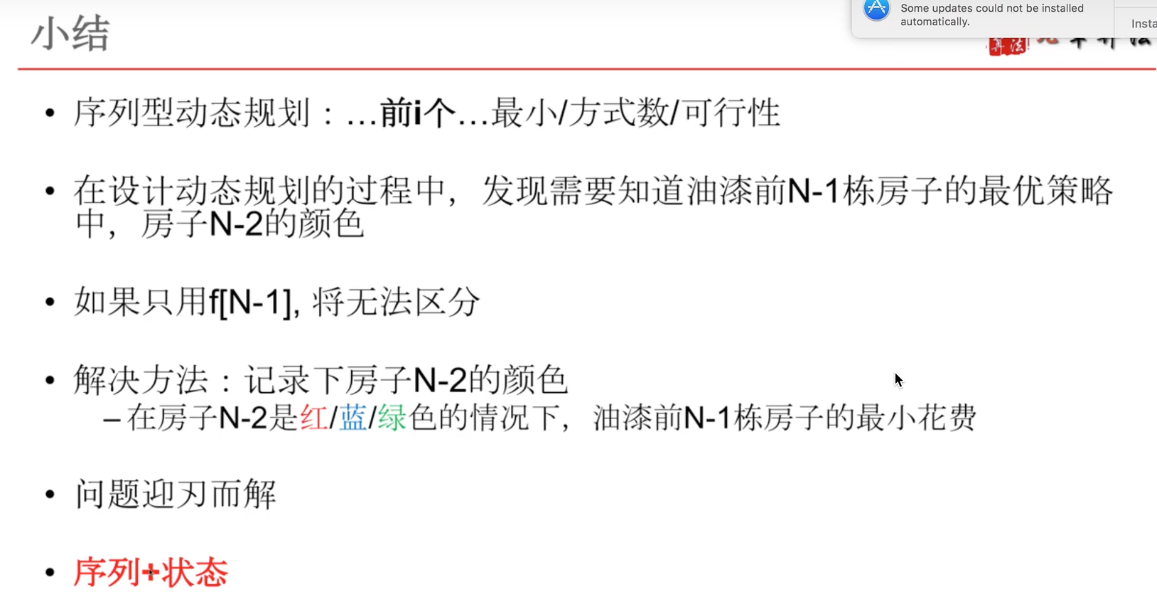 小结
Some updates could not be installed
automatically.
Insta
算法
• 序列型动态规划：…前i个…最小/方式数/可行性
• 在设计动态规划的过程中，发现需要知道油漆前N-1栋房子的最优策略
中，房子N-2的颜色
• 如果只用f[N-1], 将无法区分
• 解决方法：记录下房子N-2的颜色
– 在房子N-2是红/蓝/绿色的情况下，油漆前N-1栋房子的最小花费
• 问题迎刃而解
• 序列+状态